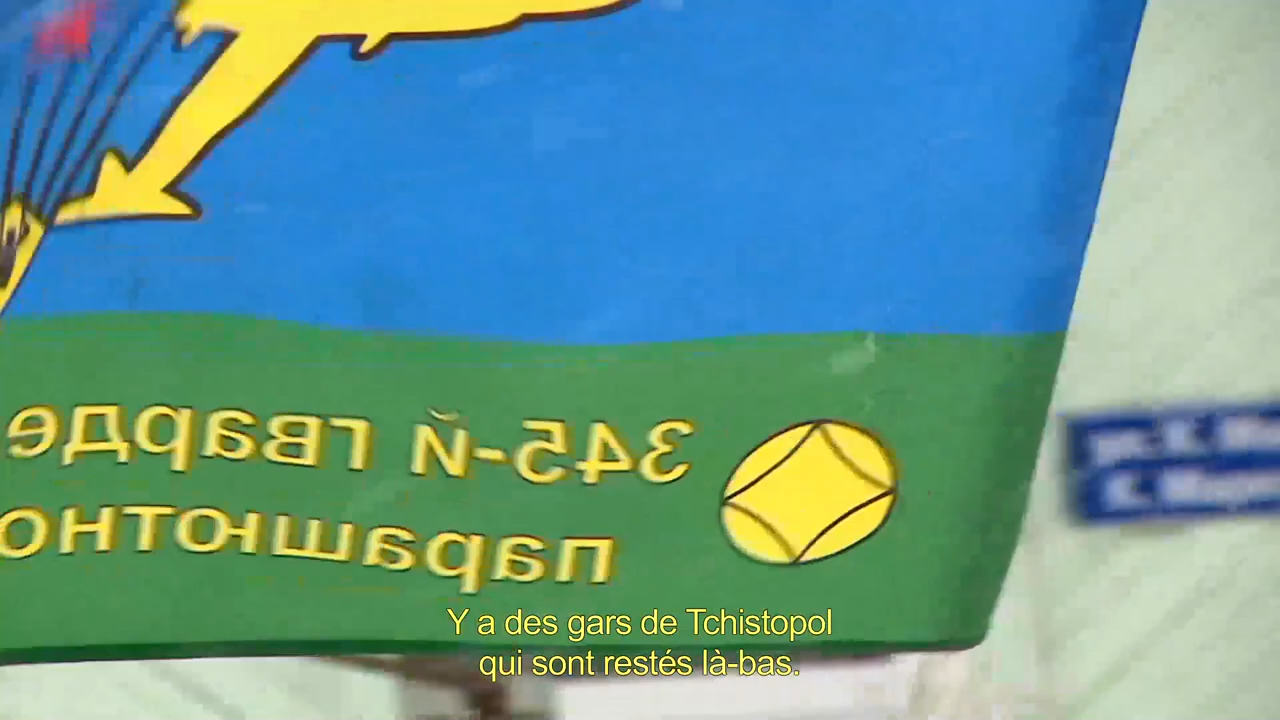 345-й гварде
парашютно
Y a des gars de Tchistopol
qui sont restés là-bas.